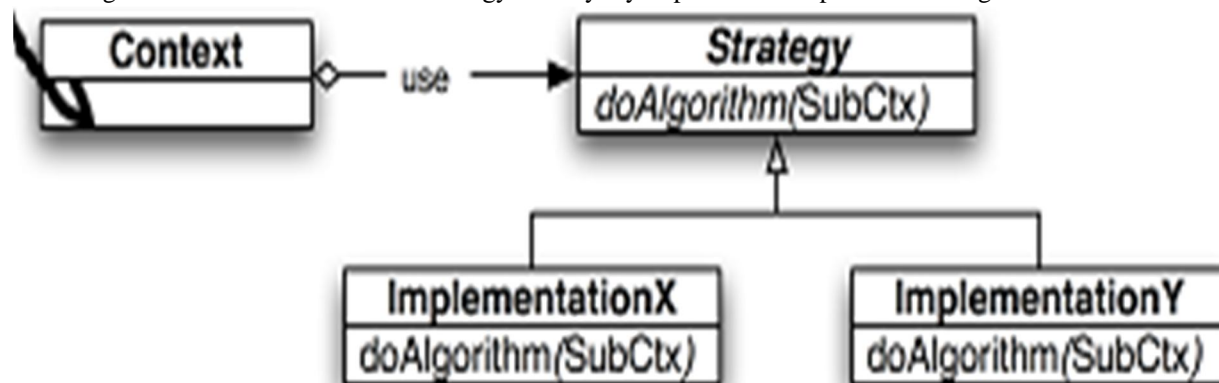 Context
use
Strategy
doAlgorithm(SubCtx)
ImplementationX
doAlgorithm(SubCtx)
ImplementationY
doAlgorithm(SubCtx)